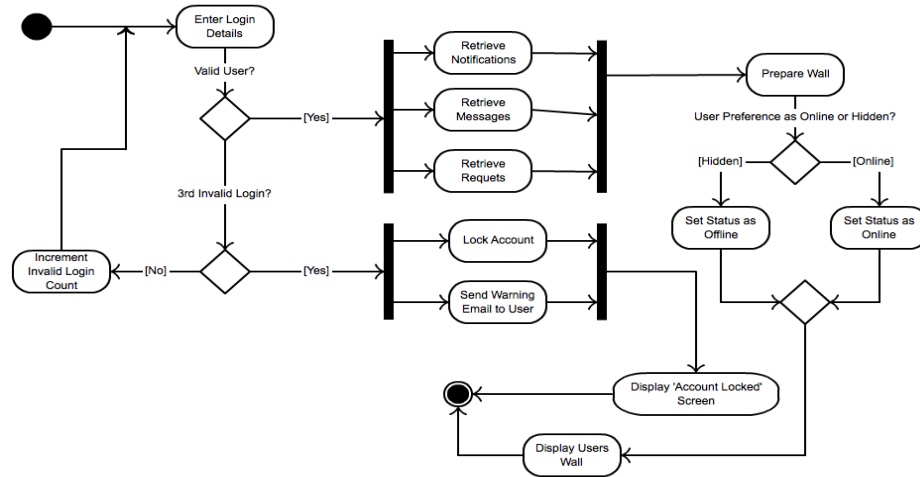 Enter Login
Details
Valid User?
[Yes]
Retrieve
Notifications
Retrieve
Messages
Retrieve
Requets
Prepare Wall
User Preference as Online or Hidden?
[Hidden]
[Online]
Set Status as
Offline
Set Status as
Online
3rd Invalid Login?
Increment
Invalid Login
Count
[No]
[Yes]
Lock Account
Send Warning
Email to User
Display 'Account Locked'
Screen
Display Users
Wall